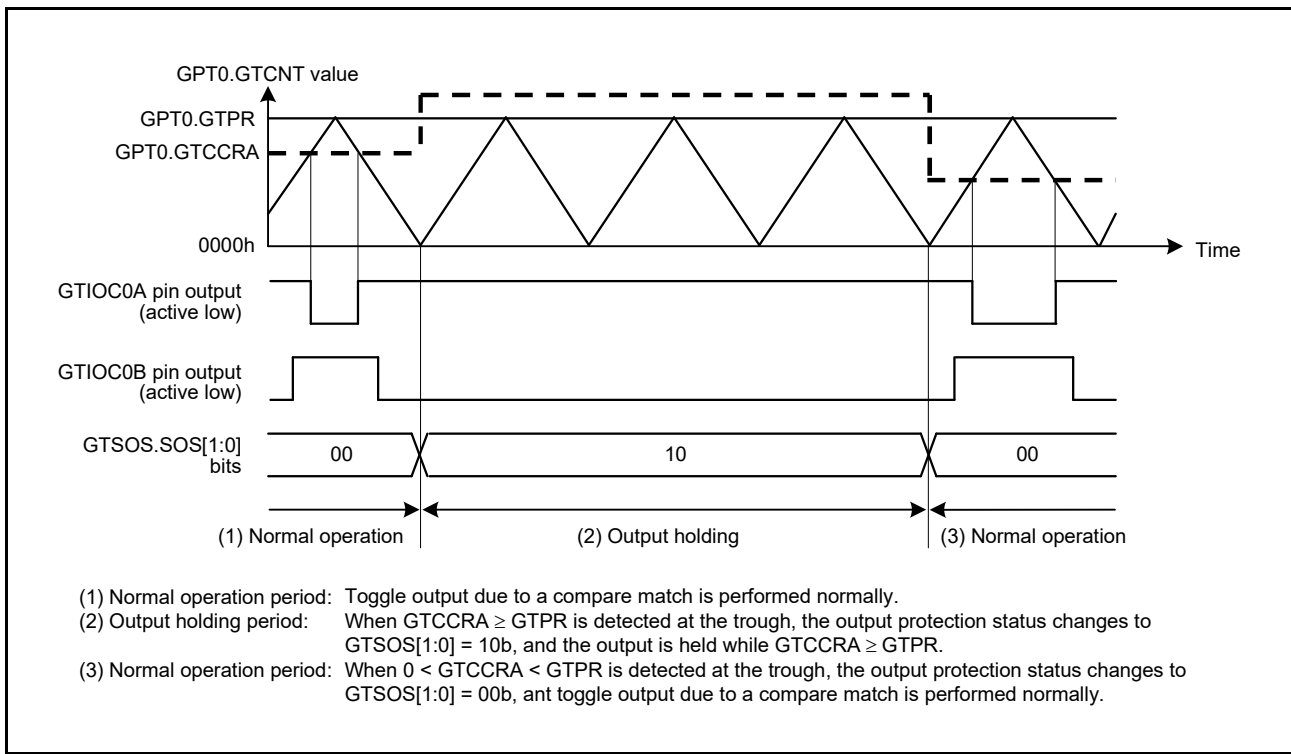 GPT0.GTCNT value
GPT0.GTPR
GPT0.GTCCRA
0000h
Time
GTIOC0A pin output
(active low)
GTIOC0B pin output
(active low)
GTSOS.SOS[1:0]
bits
00
10
00
(1) Normal operation
(2) Output holding
(3) Normal operation
(1) Normal operation period: Toggle output due to a compare match is performed normally.
(2) Output holding period: When GTCCRA ≥ GTPR is detected at the trough, the output protection status changes to
GTSOS[1:0] = 10b, and the output is held while GTCCRA ≥ GTPR.
(3) Normal operation period: When 0 < GTCCRA < GTPR is detected at the trough, the output protection status changes to
GTSOS[1:0] = 00b, ant toggle output due to a compare match is performed normally.